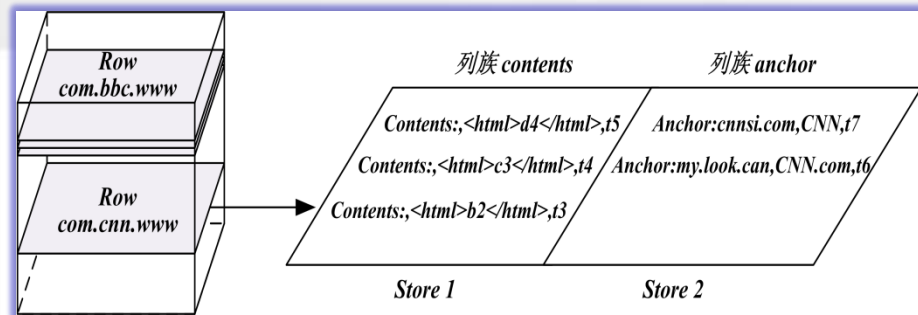 Row
com.bbc.www
Row
com.cnn.www
列族 contents
列族 anchor
Contents:,<html>d4</html>,t5
Anchor:cnnsi.com,CNN,t7
Contents:,<html>c3</html>,t4
Anchor:my.look.can,CNN.com,t6
Contents:,<html>b2</html>,t3
Store 1
Store 2